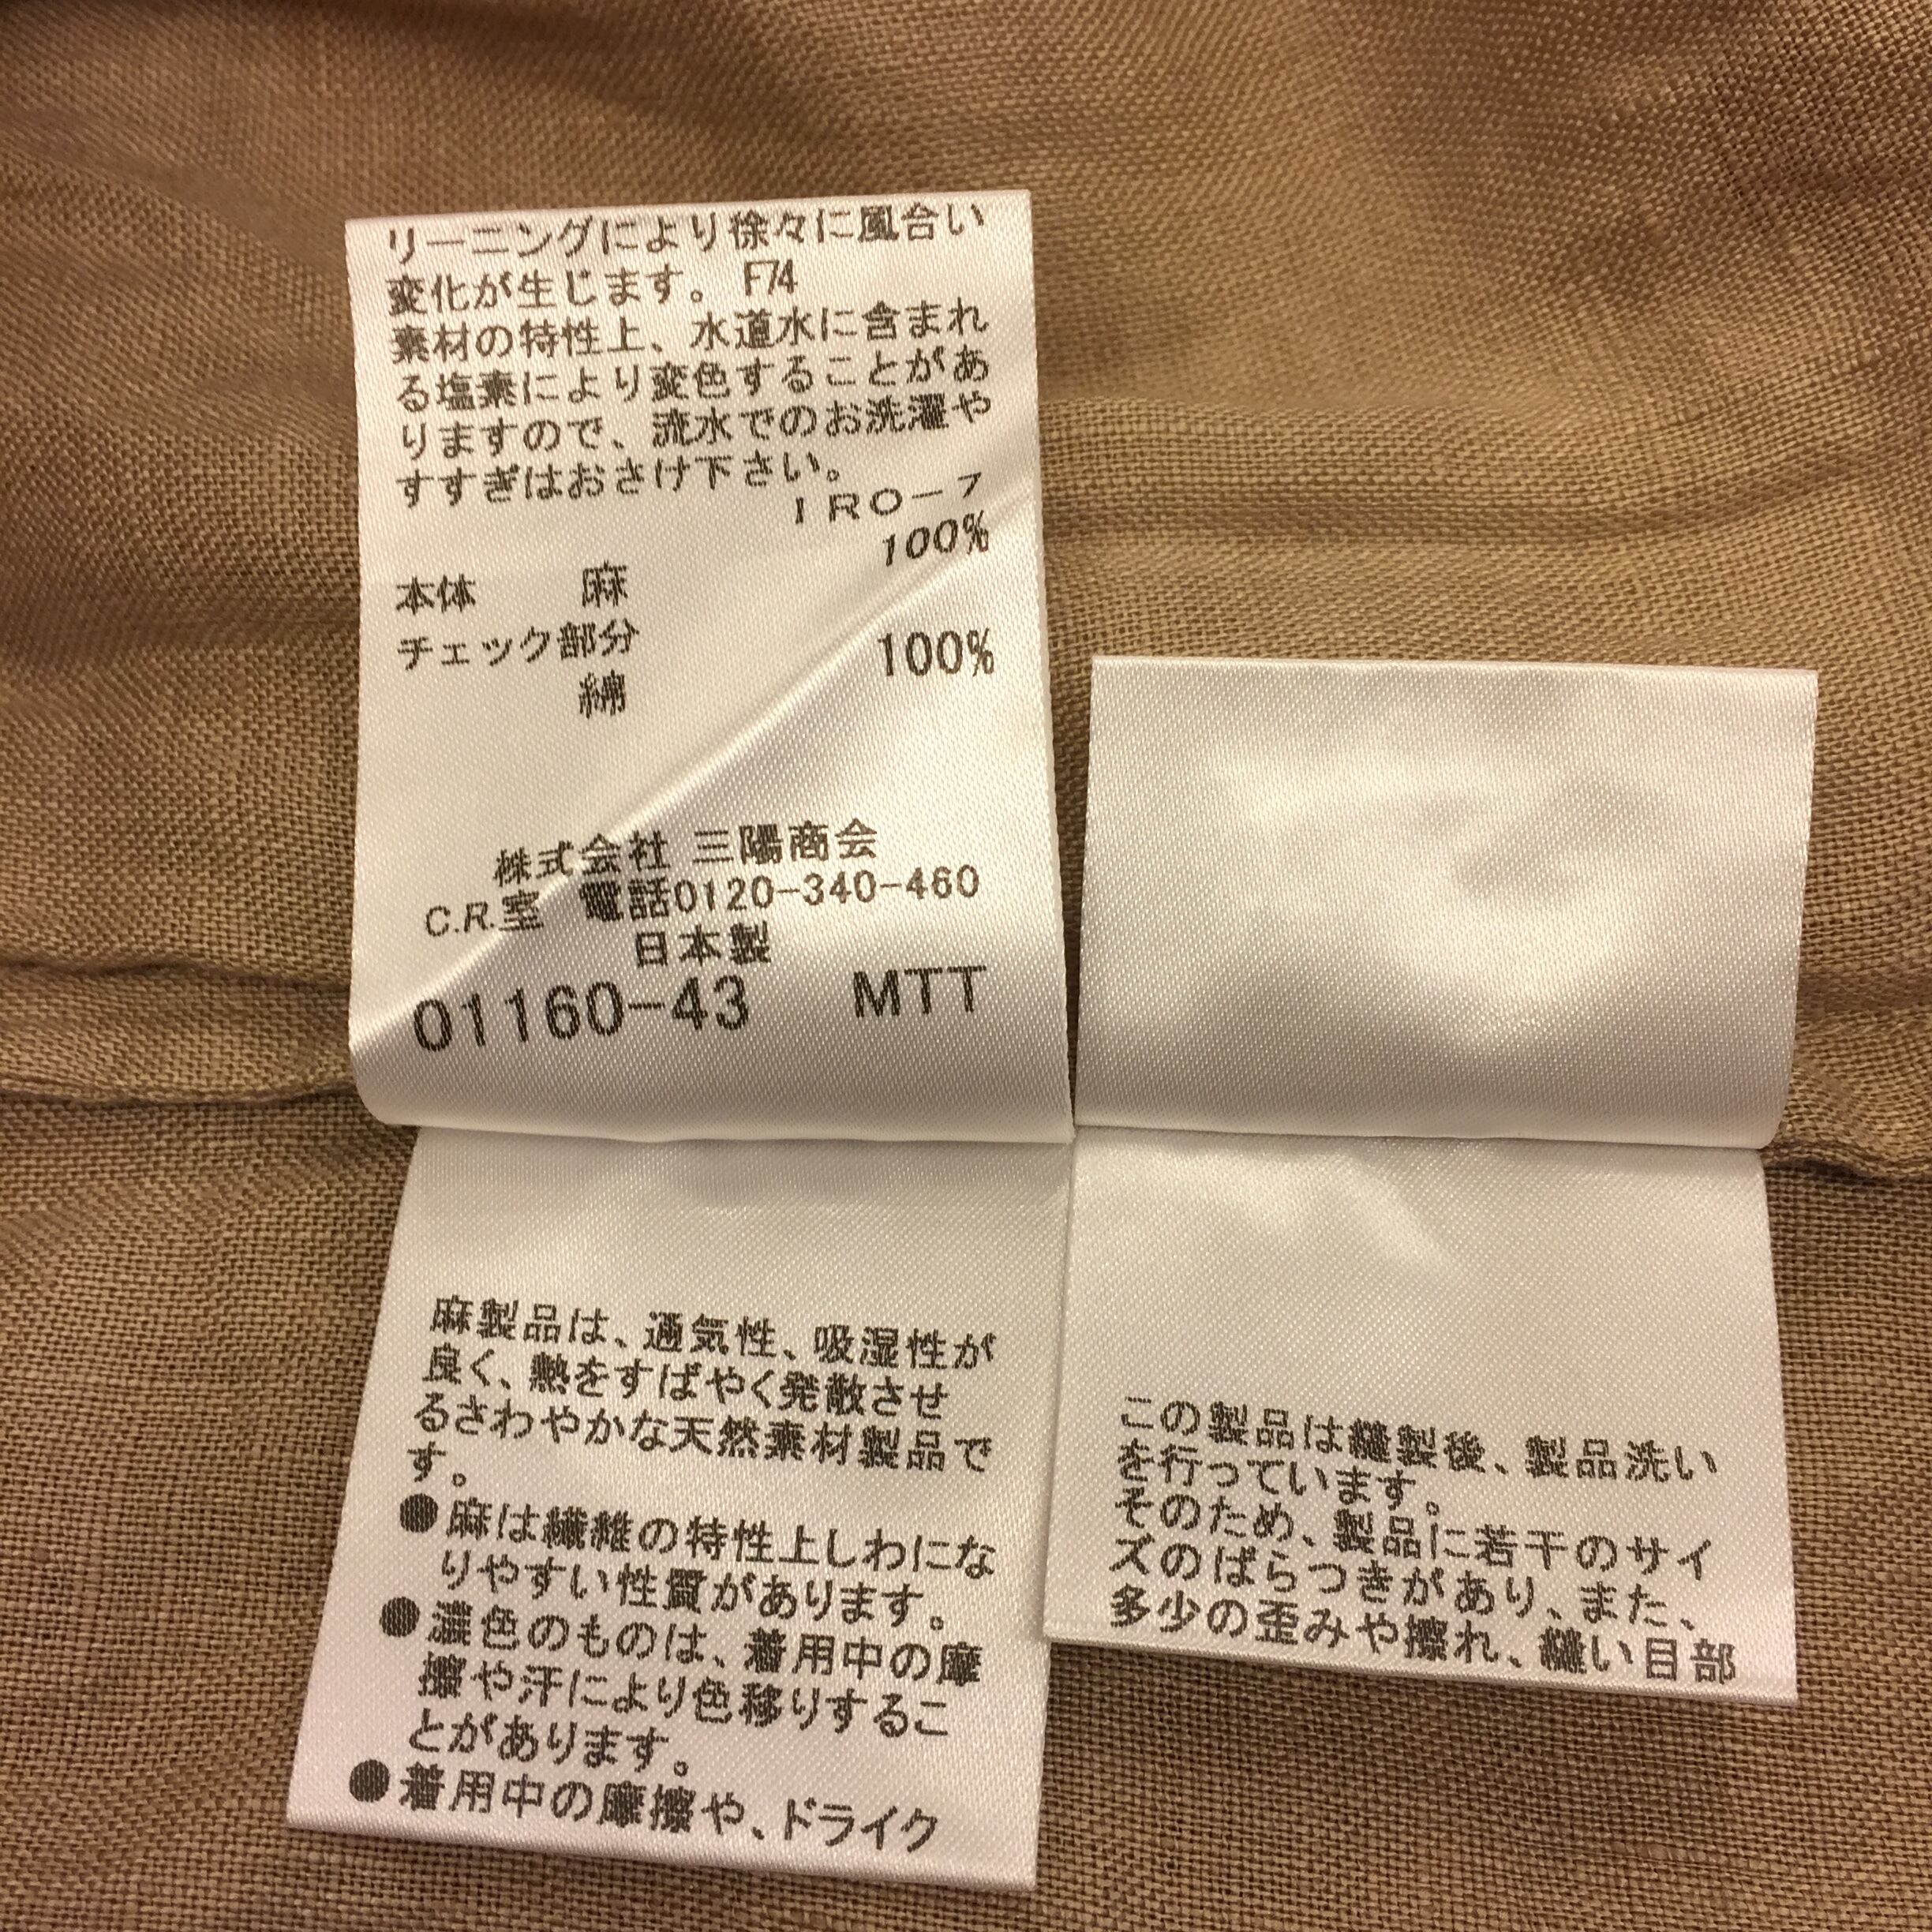 リーニングにより徐々に風合い
変化が生じます。 F74
素材の特性上、水道水に含まれ
る塩素により変色することがあ
りますので、流水でのお洗濯や
すすぎはおさけ下さい。
IRO-7
本体 麻 100%
チェック部分
綿 100%
株式会社 三陽商会
C.R.室 電話0120-340-460
日本製
01160-43 MTT
麻製品は、通気性、吸湿性が
良く、熱をすばやく発散させ
るさわやかな天然素材製品で
す。
●麻は繊維の特性上しわにな
りやすい性質があります。
●濃色のものは、着用中の摩
擦や汗により色移りするこ
とがあります。
●着用中の摩擦や、ドライク
この製品は縫製後、製品洗い
を行っています。
そのため、製品に若干のサイ
ズのばらつきがあり、また、
多少の歪みや擦れ、縫い目部